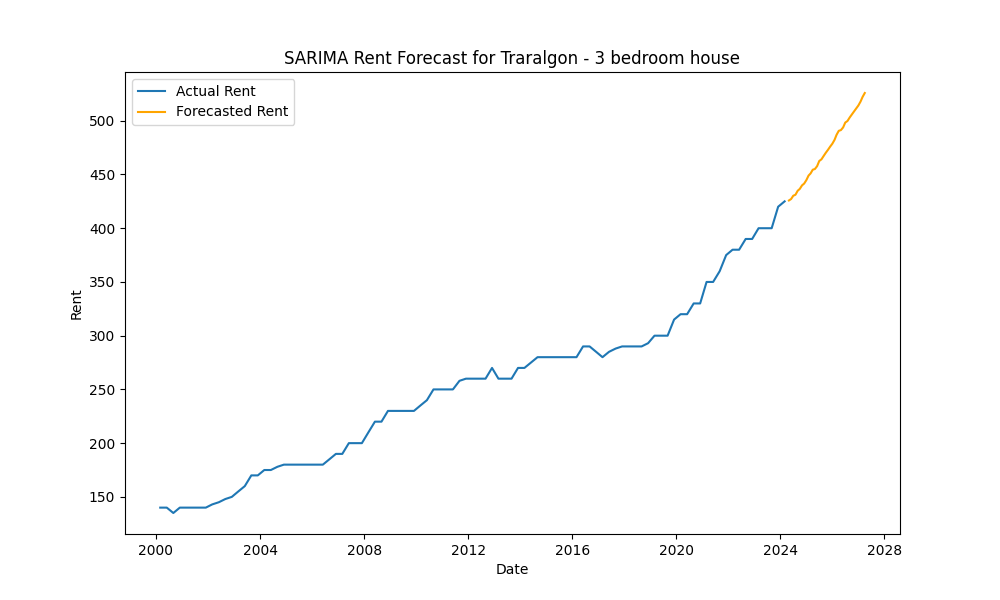 SARIMA Rent Forecast for Traralgon - 3 bedroom house
Actual Rent
Forecasted Rent
500
450
400
350
300
250
200
150
Rent
2000 2004 2008 2012 2016 2020 2024 2028
Date